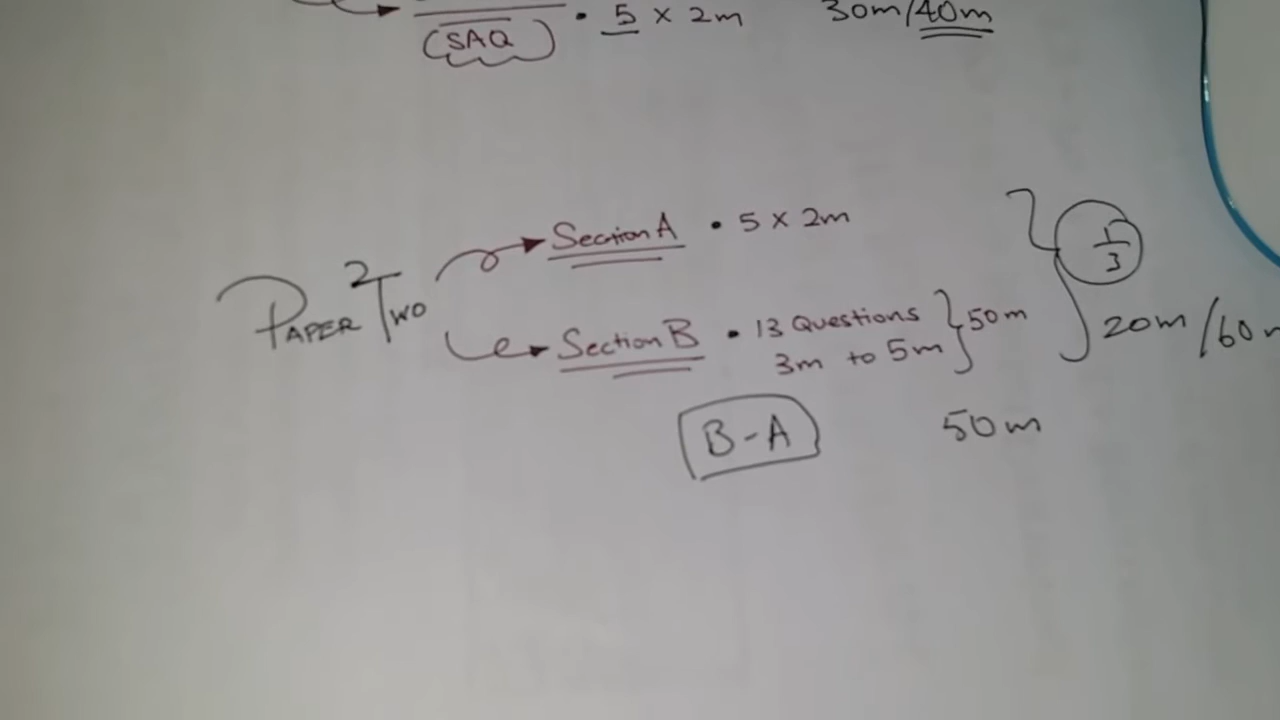 5 x 2m 30m/40m
(SAQ)
Section A • 5 x 2m
1/3
2
PAPER TWO
Section B • 13 Questions 50m
3m to 5m
20m/60m
B-A 50m